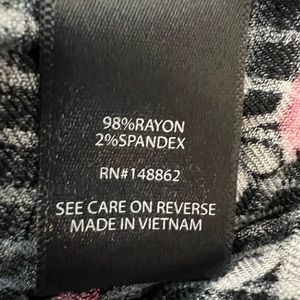 98%RAYON
2%SPANDEX
RN#148862
SEE CARE ON REVERSE
MADE IN VIETNAM